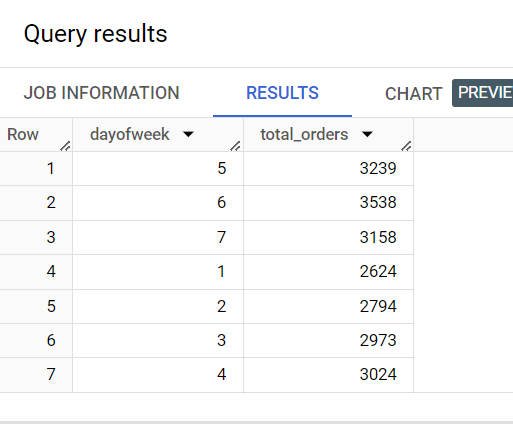 Query results
JOB INFORMATION RESULTS CHART PREVIE
Row dayofweek total_orders
1 5 3239
2 6 3538
3 7 3158
4 1 2624
5 2 2794
6 3 2973
7 4 3024